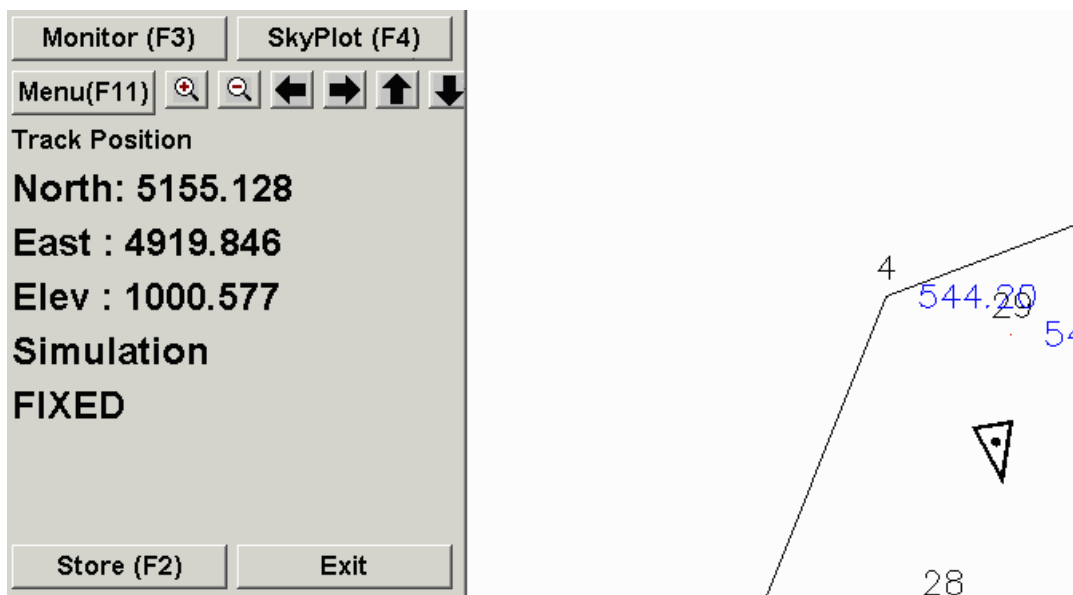 Monitor (F3) SkyPlot (F4)
Menu(F11)
Track Position
North: 5155.128
East : 4919.846
Elev : 1000.577
Simulation
FIXED
Store (F2) Exit
4
544.20
29
54
28